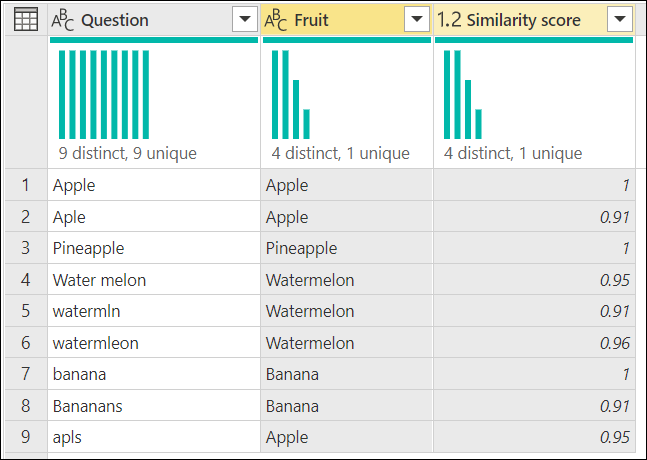 ABC Question ABC Fruit 1.2 Similarity score
9 distinct, 9 unique 4 distinct, 1 unique 4 distinct, 1 unique
1 Apple Apple 1
2 Aple Apple 0.91
3 Pineapple Pineapple 1
4 Water melon Watermelon 0.95
5 watermln Watermelon 0.91
6 watermleon Watermelon 0.96
7 banana Banana 1
8 Bananans Banana 0.91
9 apls Apple 0.95